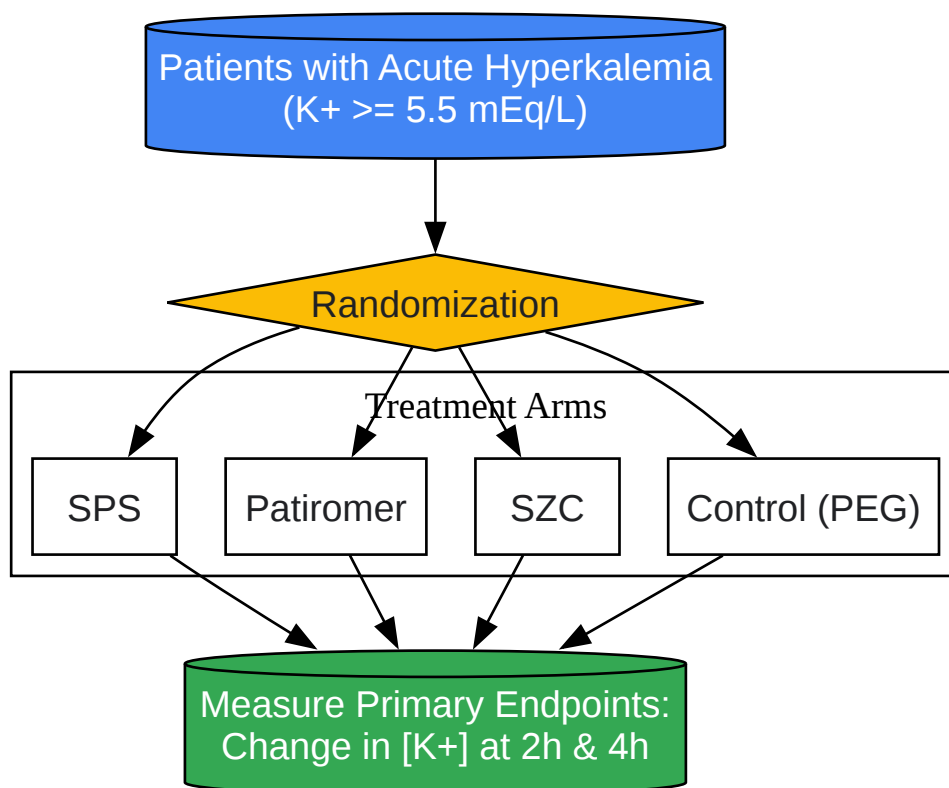 Patients with Acute Hyperkalemia
(K+ >= 5.5 mEq/L)
Randomization
Treatment Arms
SPS
Patiromer
SZC
Control (PEG)
Measure Primary Endpoints:
Change in [K+] at 2h & 4h